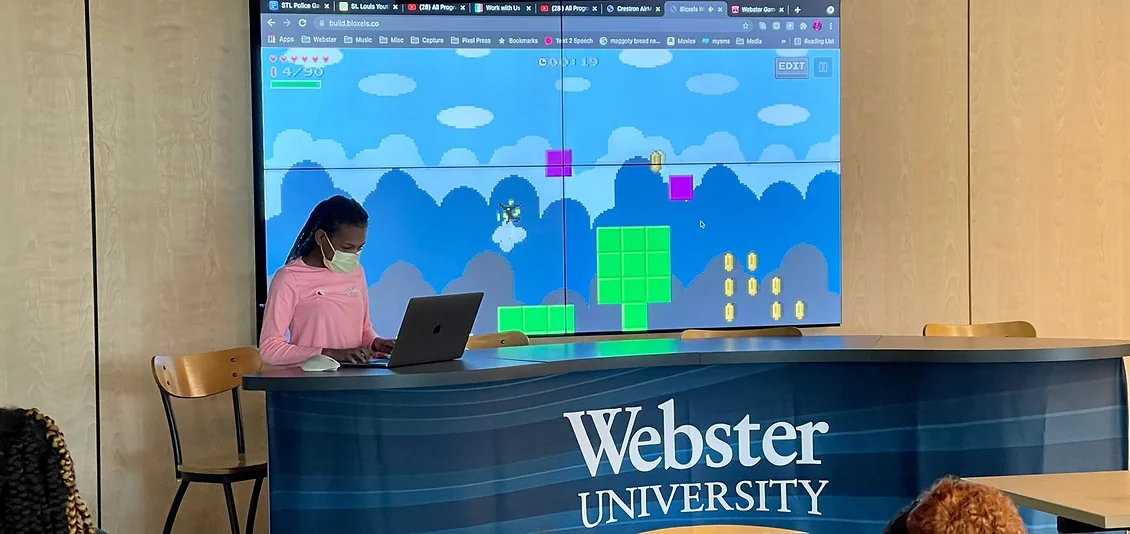 STL Police Ga
St. Louis Yout
(28) All Progr
Work with Us
(28) All Progr
Crestron AirM
Bloxels W
Webster Gam
build.bloxels.co
Apps Webster Music Misc Capture Pixel Press Bookmarks Text 2 Speech maggoty bread ne... Movies mysms Media » Reading List
4/90
00:19
EDIT
Webster
UNIVERSITY